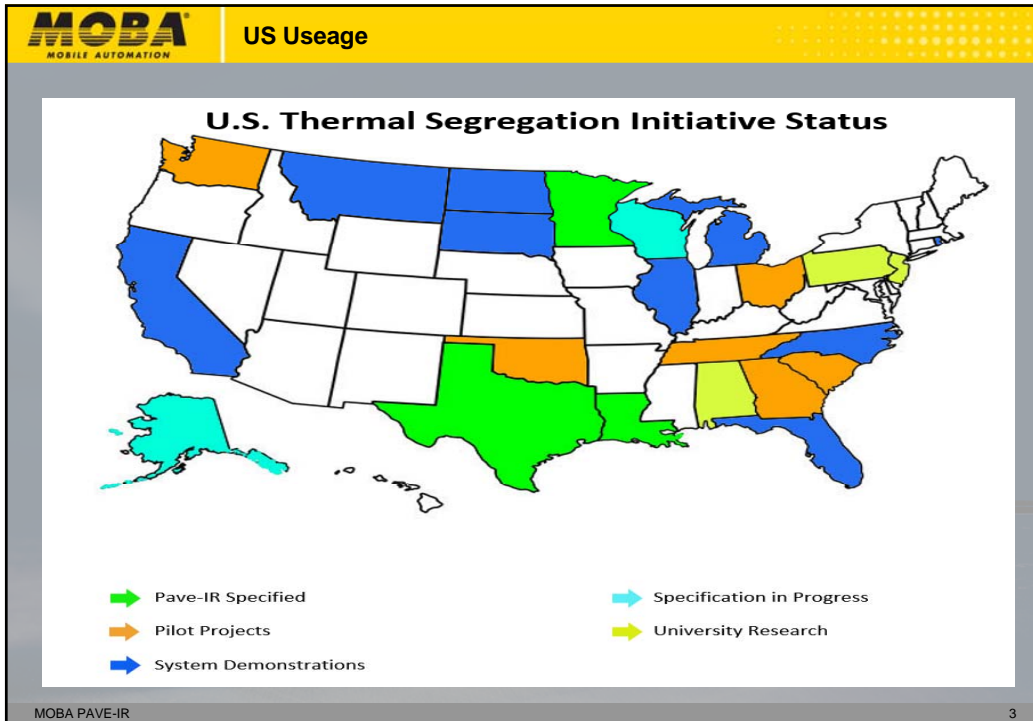 MOBA
MOBILE AUTOMATION
US Useage
U.S. Thermal Segregation Initiative Status
Pave-IR Specified
Pilot Projects
System Demonstrations
Specification in Progress
University Research
MOBA PAVE-IR
3